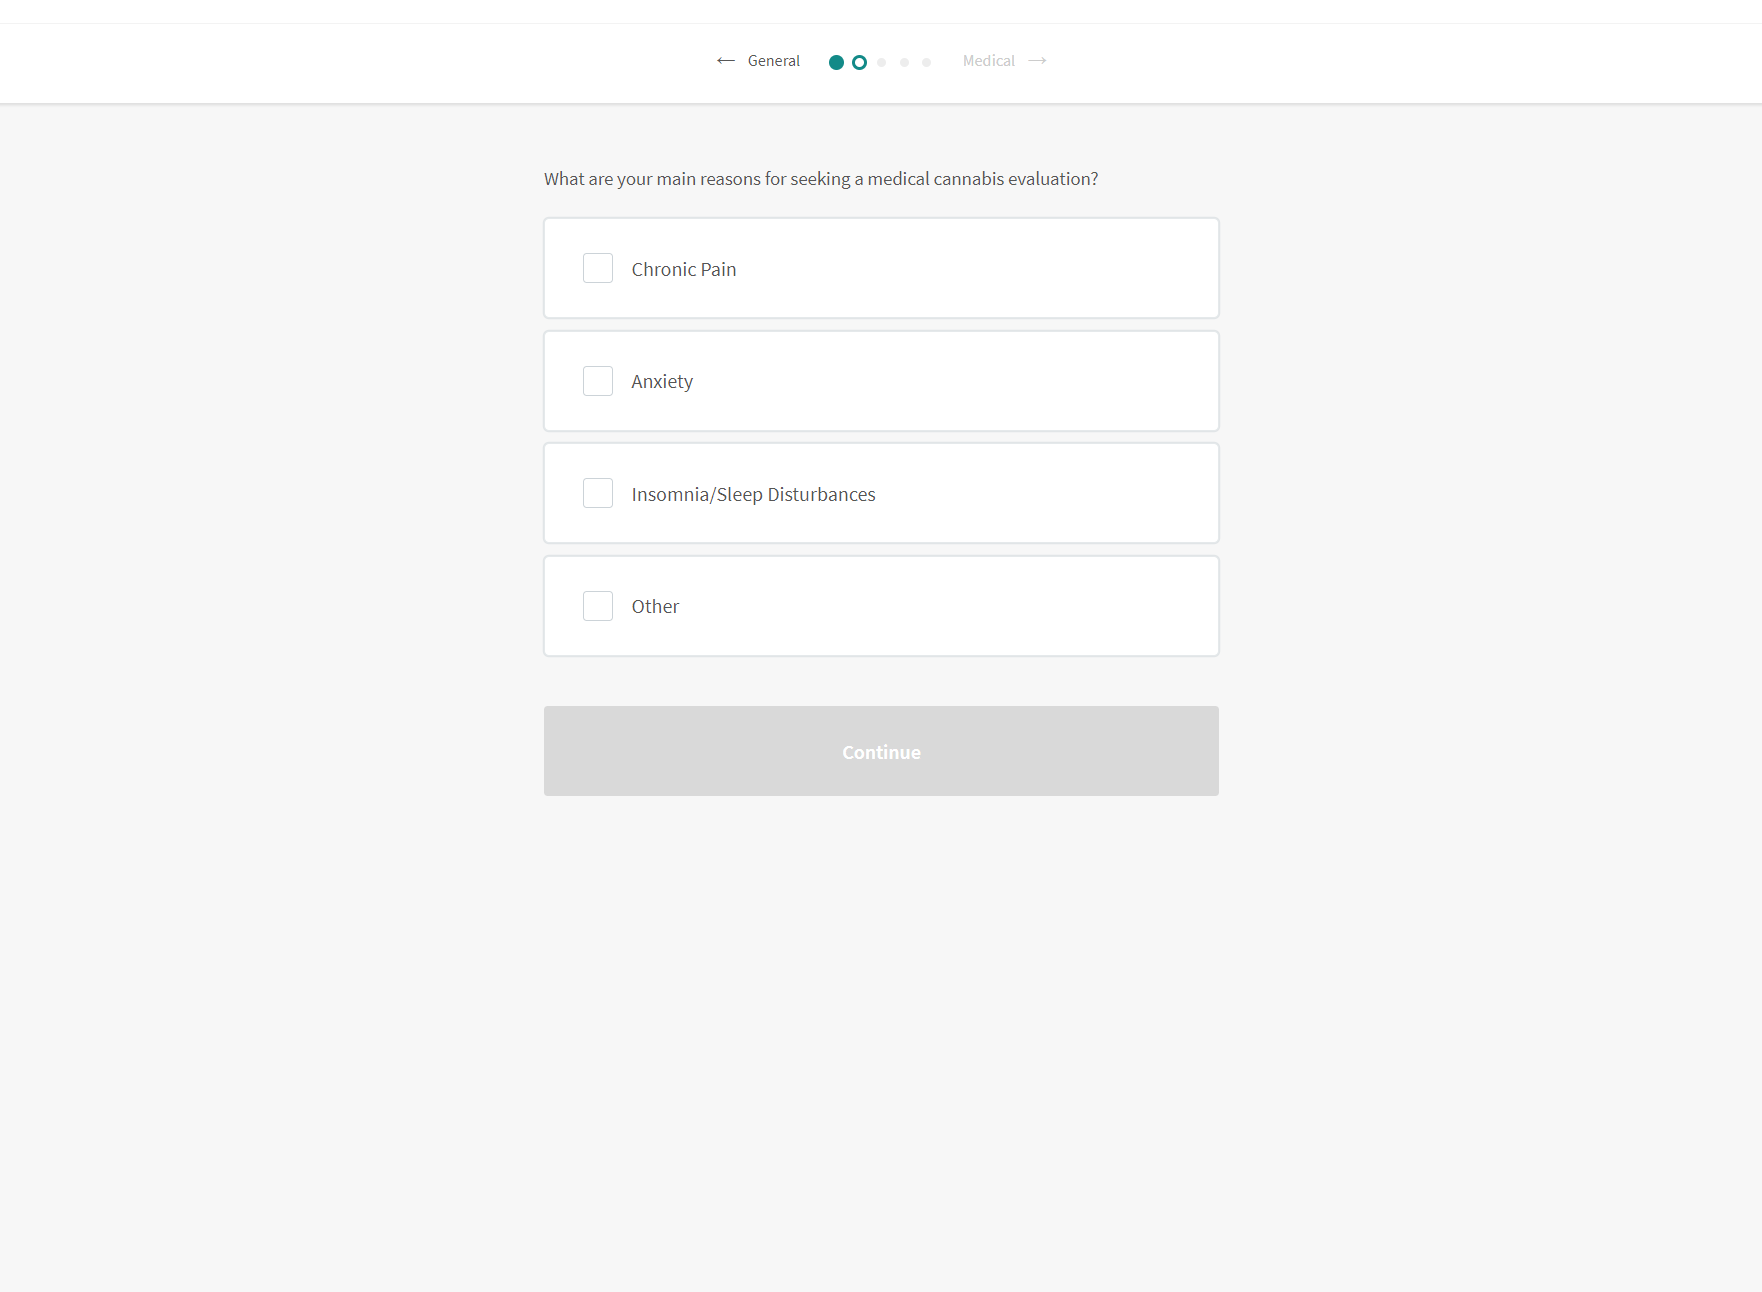 ← General Medical →
What are your main reasons for seeking a medical cannabis evaluation?
Chronic Pain
Anxiety
Insomnia/Sleep Disturbances
Other
Continue